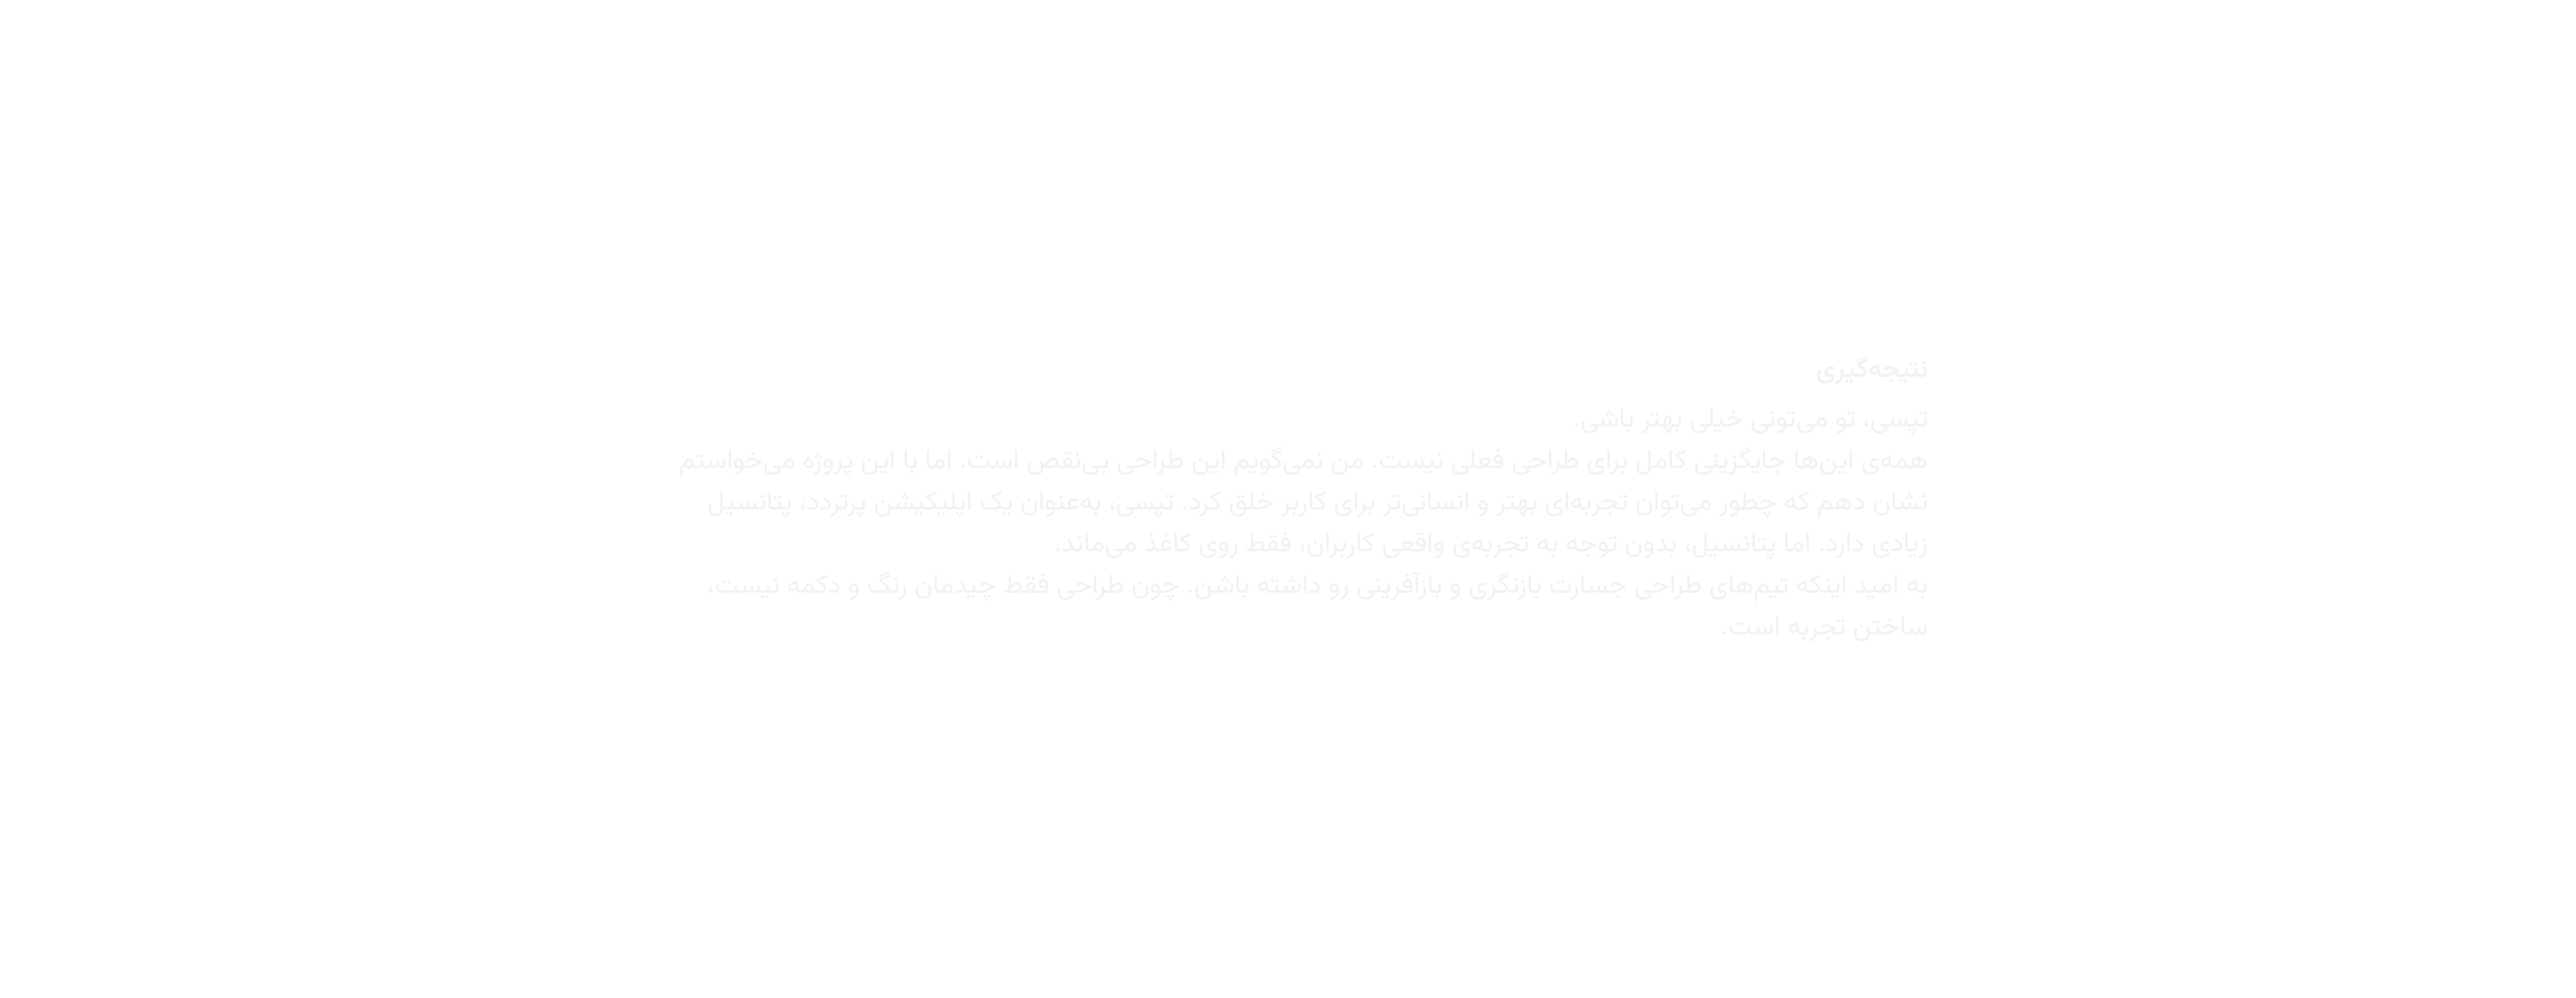 نتیجه‌گیری
تپسی، تو می‌تونی خیلی بهتر باشی.
همه‌ی این‌ها جایگزینی کامل برای طراحی فعلی نیست. من نمی‌گویم این طراحی بی‌نقص است. اما با این پروژه می‌خواستم
نشان دهم که چطور می‌توان تجربه‌ای بهتر و انسانی‌تر برای کاربر خلق کرد. تپسی، به‌عنوان یک اپلیکیشن پرتردد، پتانسیل
زیادی دارد. اما پتانسیل، بدون توجه به تجربه‌ی واقعی کاربران، فقط روی کاغذ می‌ماند.
به امید اینکه تیم‌های طراحی جسارت بازنگری و بازآفرینی رو داشته باشن. چون طراحی فقط چیدمان رنگ و دکمه نیست،
ساختن تجربه است.